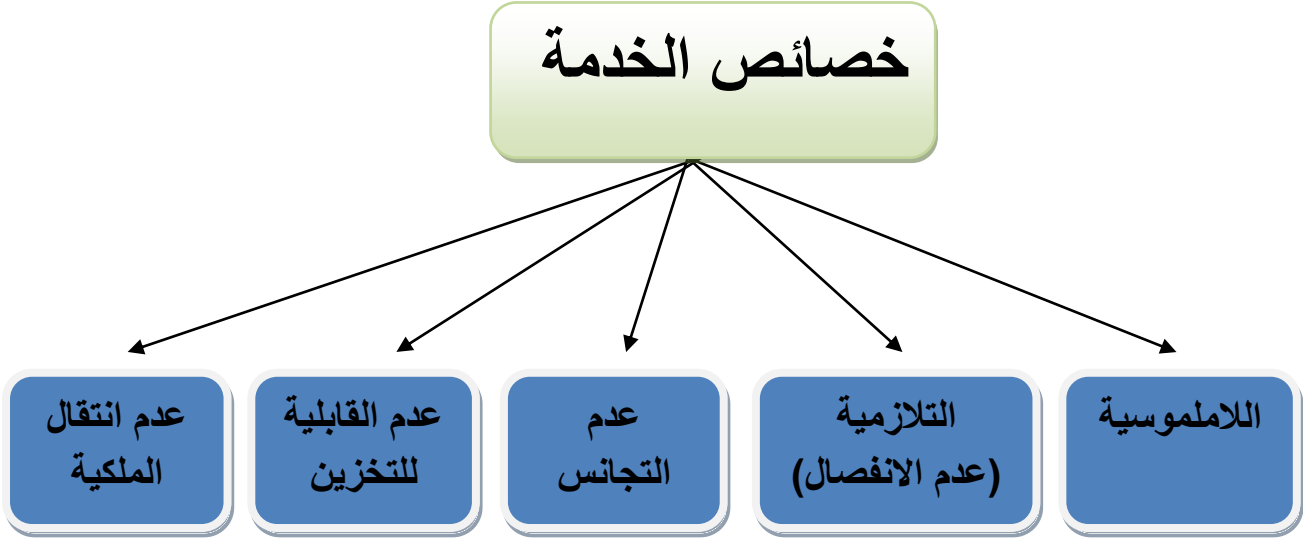 خصائص الخدمة
اللاملموسية
التلازمية
(عدم الانفصال)
عدم
التجانس
عدم القابلية
للتخزين
عدم انتقال
الملكية